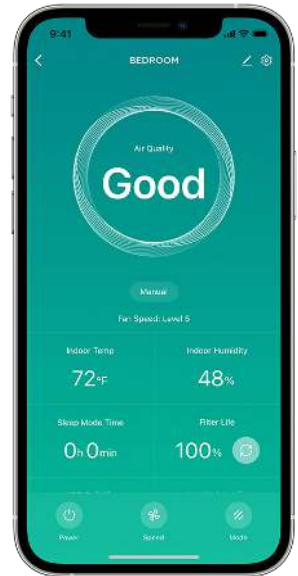 9:41
BEDROOM
Air Quality
Good
Manual
Fan Speed: Level 5
Indoor Temp
Indoor Humidity
72°F
48%
Sleep Mode Time
Filter Life
0h 0min
100%
Power
Speed
Mode